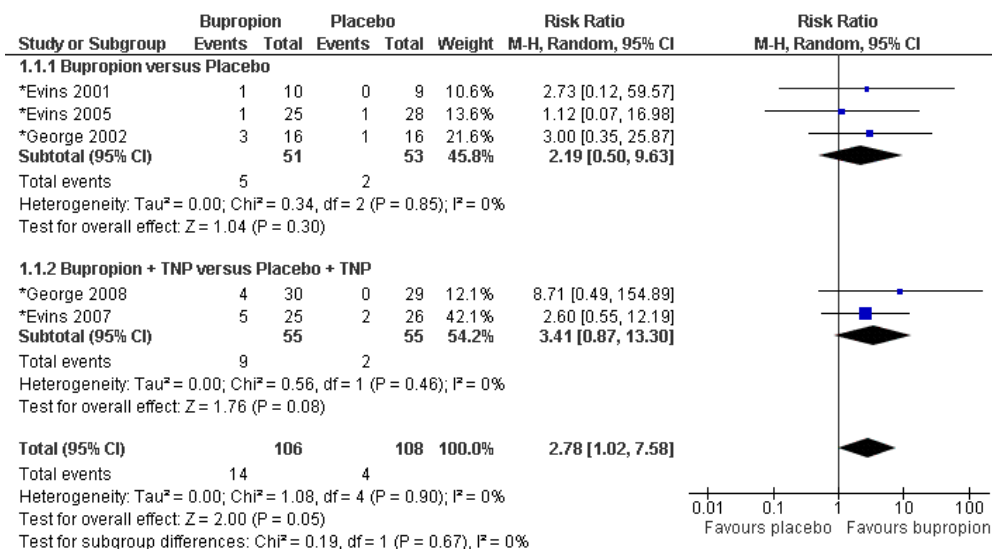 Bupropion Placebo Risk Ratio Risk Ratio
Study or Subgroup Events Total Events Total Weight M-H, Random, 95% CI M-H, Random, 95% CI
1.1.1 Bupropion versus Placebo
*Evins 2001 1 10 0 9 10.6% 2.73 [0.12, 59.57]
*Evins 2005 1 25 1 28 13.6% 1.12 [0.07, 16.98]
*George 2002 3 16 1 16 21.6% 3.00 [0.35, 25.87]
Subtotal (95% CI) 51 53 45.8% 2.19 [0.50, 9.63]
Total events 5 2
Heterogeneity: Tau² = 0.00; Chi² = 0.34, df = 2 (P = 0.85); I² = 0%
Test for overall effect: Z = 1.04 (P = 0.30)
1.1.2 Bupropion + TNP versus Placebo + TNP
*George 2008 4 30 0 29 12.1% 8.71 [0.49, 154.89]
*Evins 2007 5 25 2 26 42.1% 2.60 [0.55, 12.19]
Subtotal (95% CI) 55 55 54.2% 3.41 [0.87, 13.30]
Total events 9 2
Heterogeneity: Tau² = 0.00; Chi² = 0.56, df = 1 (P = 0.46); I² = 0%
Test for overall effect: Z = 1.76 (P = 0.08)
Total (95% CI) 106 108 100.0% 2.78 [1.02, 7.58]
Total events 14 4
Heterogeneity: Tau² = 0.00; Chi² = 1.08, df = 4 (P = 0.90); I² = 0%
Test for overall effect: Z = 2.00 (P = 0.05)
Test for subgroup differences: Chi² = 0.19, df = 1 (P = 0.67), I² = 0%
0.01 0.1 1 10 100
Favours placebo Favours bupropion